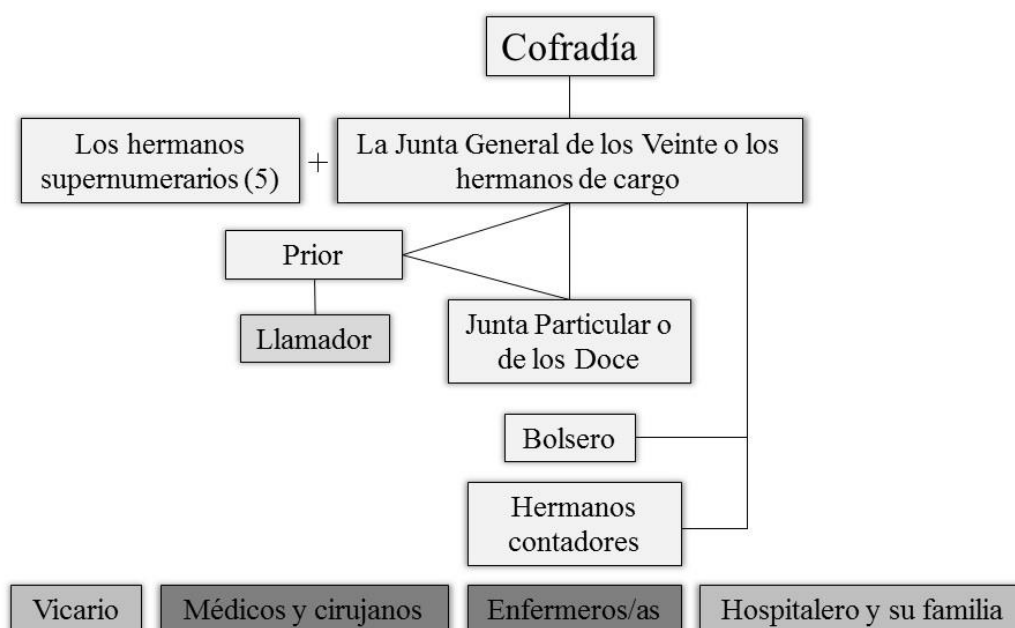 Cofradía
Los hermanos
supernumerarios (5)
+
La Junta General de los Veinte o los
hermanos de cargo
Prior
Llamador
Junta Particular o
de los Doce
Bolsero
Hermanos
contadores
Vicario
Médicos y cirujanos
Enfermeros/as
Hospitalero y su familia